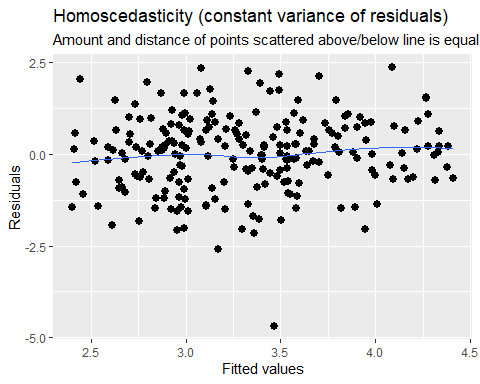 Homoscedasticity (constant variance of residuals)
Amount and distance of points scattered above/below line is equal
2.5
0.0
-2.5
-5.0
Residuals
2.5 3.0 3.5 4.0 4.5
Fitted values